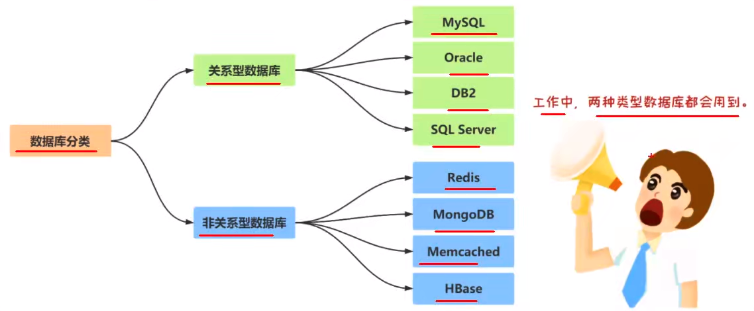 数据库分类
关系型数据库
MySQL
Oracle
DB2
SQL Server
非关系型数据库
Redis
MongoDB
Memcached
HBase
工作中，两种类型数据库都会用到。